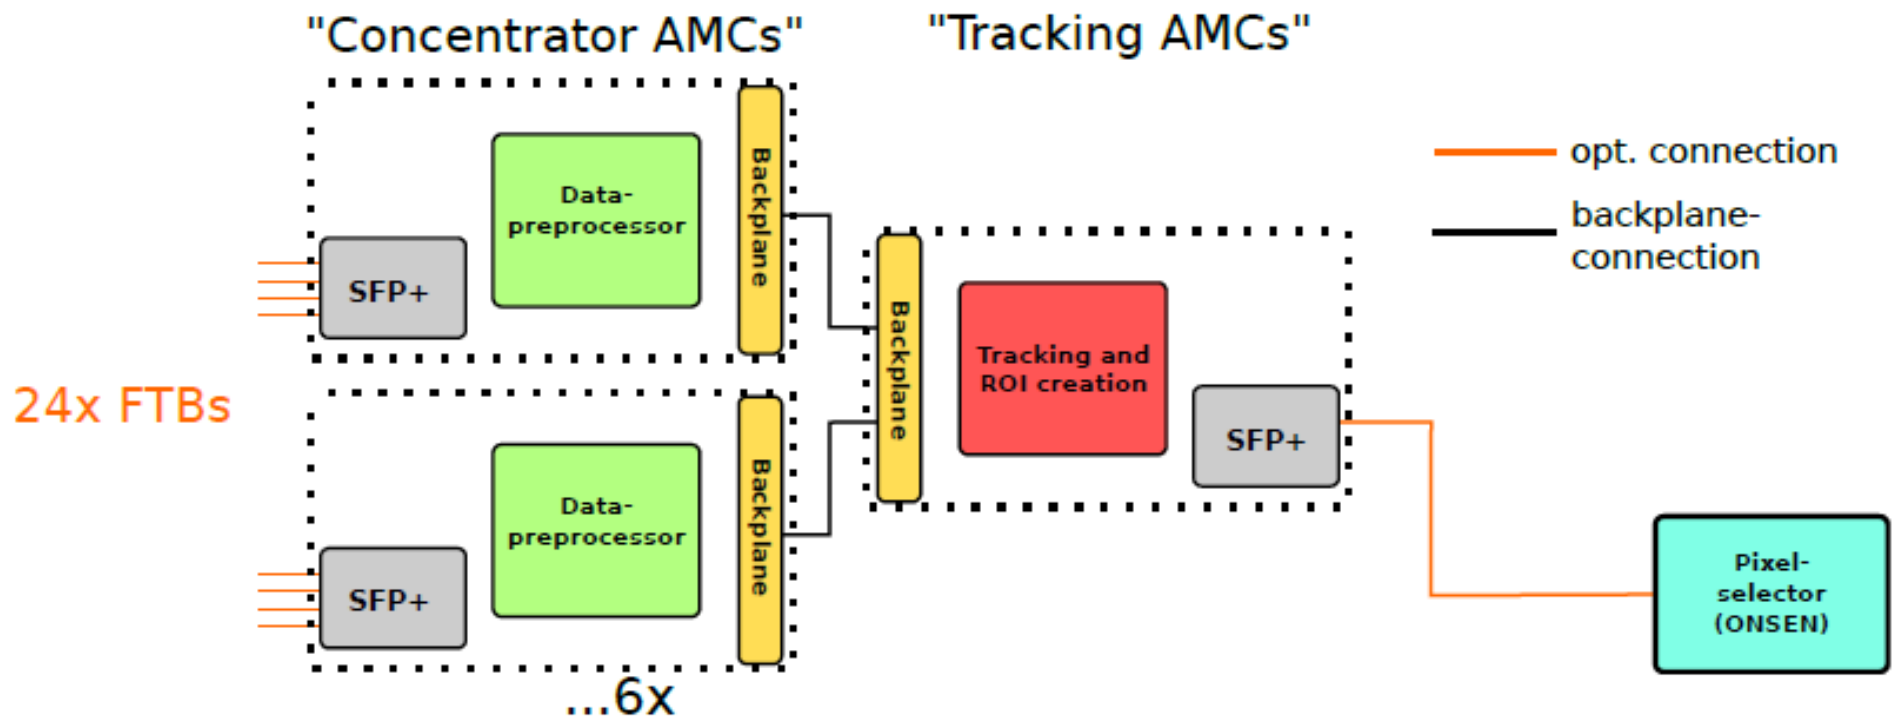 "Concentrator AMCs"
"Tracking AMCs"
Data-
preprocessor
Backplane
SFP+
opt. connection
backplane-
connection
Backplane
Tracking and
ROI creation
SFP+
24x FTBs
Data-
preprocessor
Backplane
SFP+
Pixel-
selector
(ONSEN)
...6x